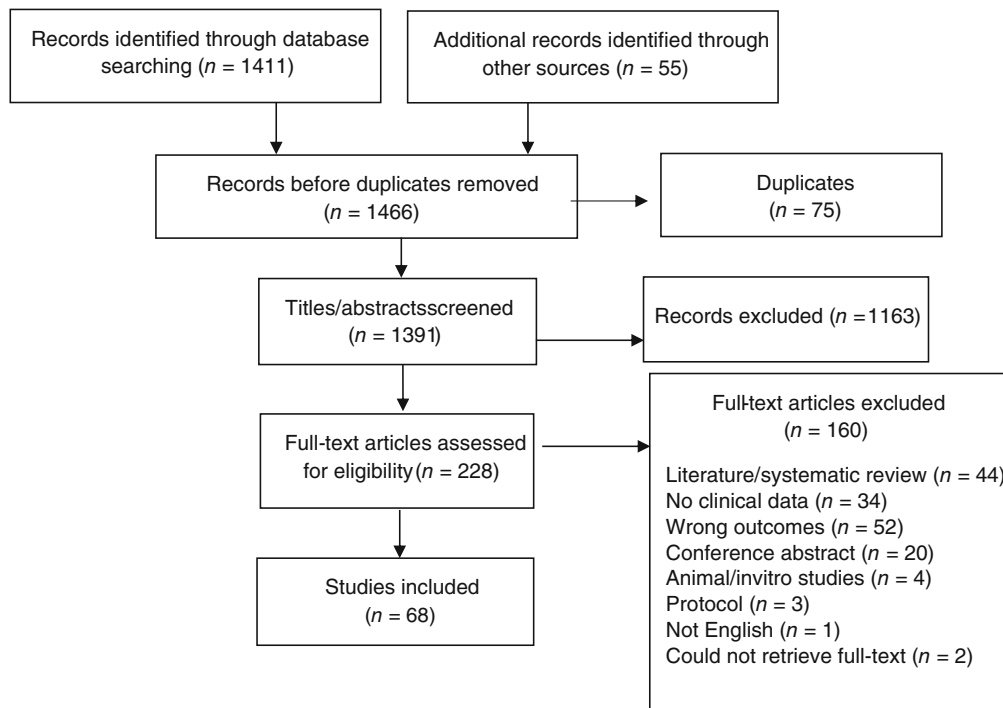 Records identified through database
searching (n = 1411)
Additional records identified through
other sources (n = 55)
Records before duplicates removed
(n = 1466)
Duplicates
(n = 75)
Titles/abstractsscreened
(n = 1391)
Records excluded (n =1163)
Full-text articles assessed
for eligibility (n = 228)
Full-text articles excluded
(n = 160)
Literature/systematic review (n = 44)
No clinical data (n = 34)
Wrong outcomes (n = 52)
Conference abstract (n = 20)
Animal/invitro studies (n = 4)
Protocol (n = 3)
Not English (n = 1)
Could not retrieve full-text (n = 2)
Studies included
(n = 68)